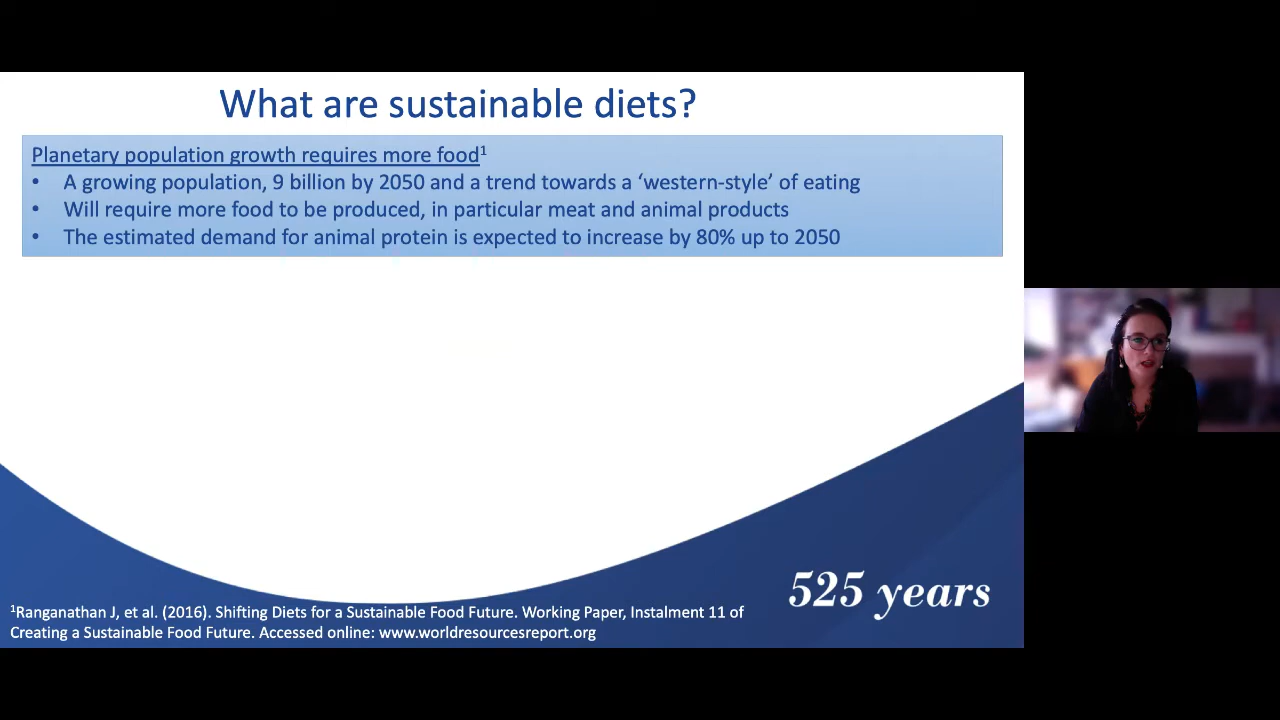 What are sustainable diets?
Planetary population growth requires more food¹
• A growing population, 9 billion by 2050 and a trend towards a ‘western-style’ of eating
• Will require more food to be produced, in particular meat and animal products
• The estimated demand for animal protein is expected to increase by 80% up to 2050
525 years
¹Ranganathan J, et al. (2016). Shifting Diets for a Sustainable Food Future. Working Paper, Instalment 11 of
Creating a Sustainable Food Future. Accessed online: www.worldresourcesreport.org